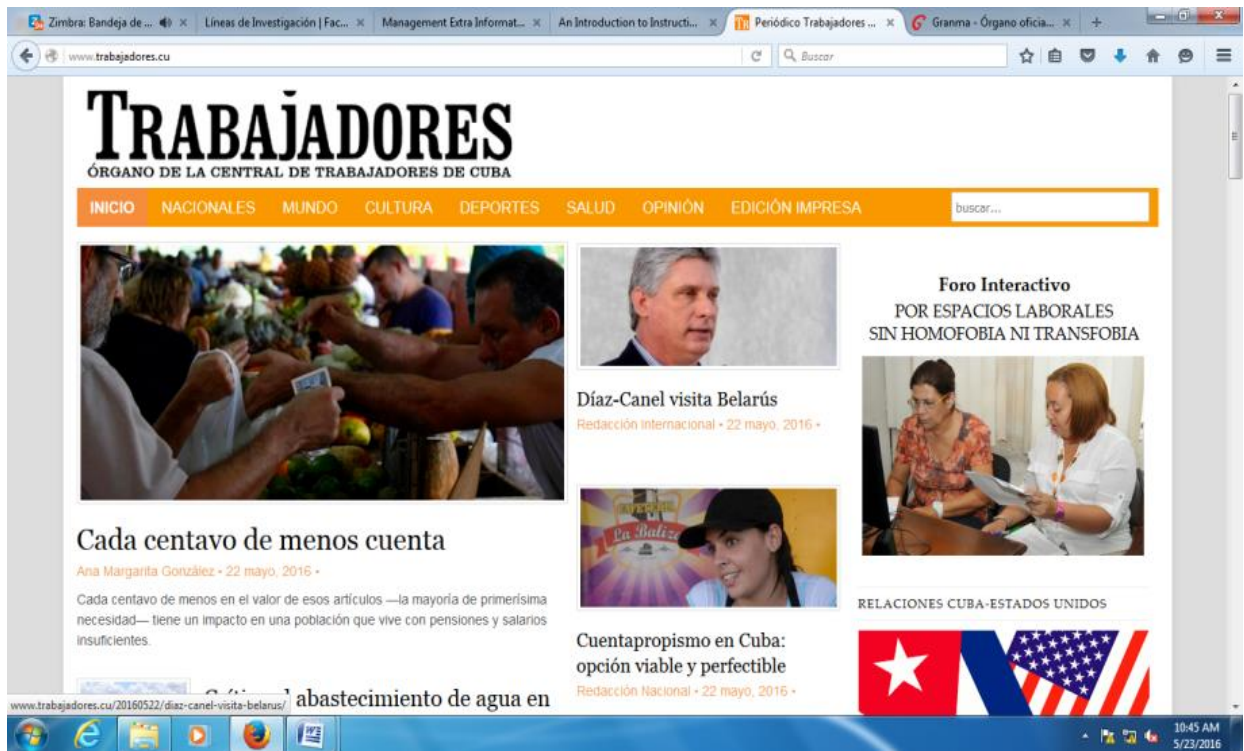 Zimbra: Bandeja de ...
Líneas de Investigación | Fac...
Management Extra Informat...
An Introduction to Instructi...
Periódico Trabajadores ...
Granma - Órgano oficia...
www.trabajadores.cu
Buscar
TRABAJADORES
ÓRGANO DE LA CENTRAL DE TRABAJADORES DE CUBA
INICIO NACIONALES MUNDO CULTURA DEPORTES SALUD OPINIÓN EDICIÓN IMPRESA
buscar...
Cada centavo de menos cuenta
Ana Margarita González • 22 mayo, 2016 •
Cada centavo de menos en el valor de esos artículos —la mayoría de primerísima
necesidad— tiene un impacto en una población que vive con pensiones y salarios
insuficientes.
abastecimiento de agua en
Díaz-Canel visita Belarús
Redacción Internacional • 22 mayo, 2016 •
La Baliza
Cuentapropismo en Cuba:
opción viable y perfectible
Redacción Nacional • 22 mayo, 2016 •
Foro Interactivo
POR ESPACIOS LABORALES
SIN HOMOFOBIA NI TRANSFOBIA
RELACIONES CUBA-ESTADOS UNIDOS
www.trabajadores.cu/20160522/diaz-canel-visita-belarus/
10:45 AM
5/23/2016